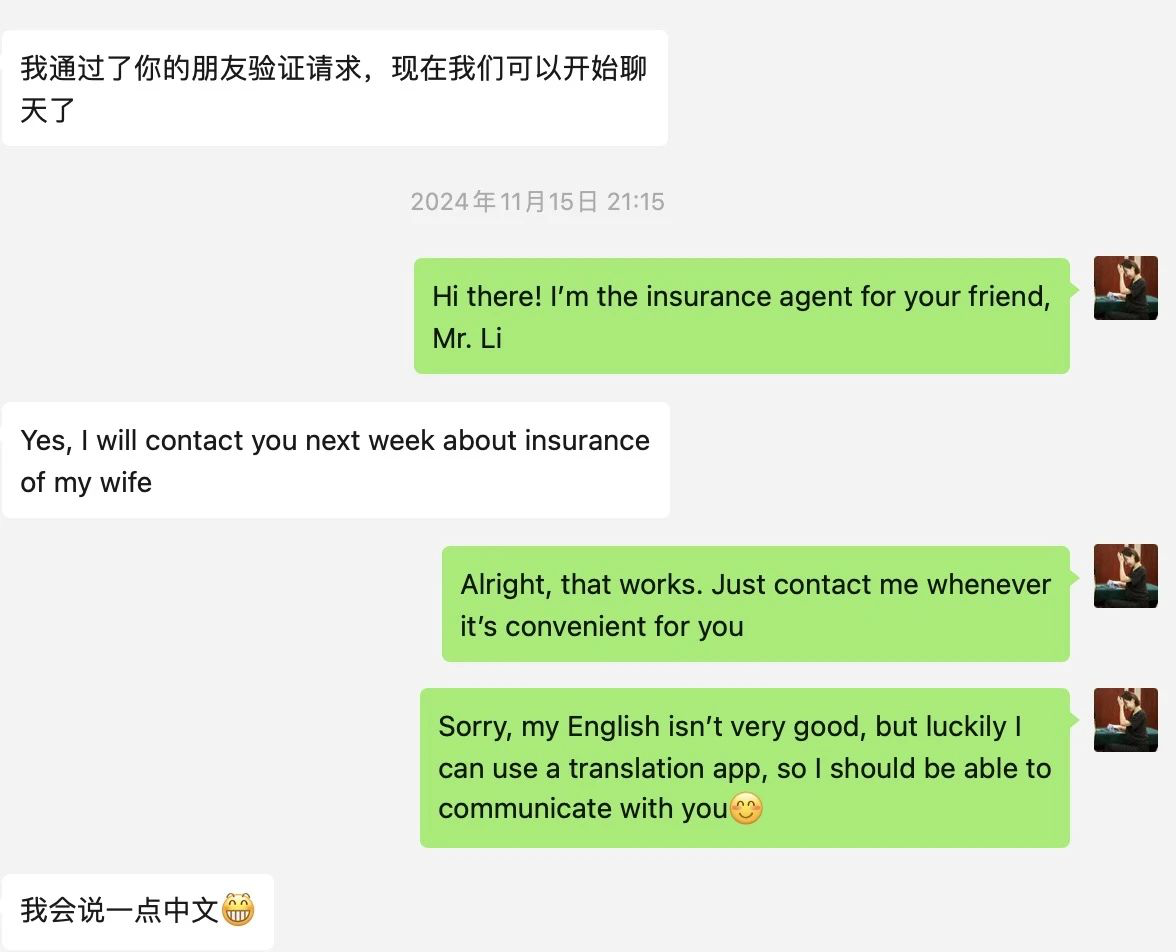 我通过了你的朋友验证请求，现在我们可以开始聊
天了
2024年11月15日 21:15
Hi there! I’m the insurance agent for your friend,
Mr. Li
Yes, I will contact you next week about insurance
of my wife
Alright, that works. Just contact me whenever
it’s convenient for you
Sorry, my English isn’t very good, but luckily I
can use a translation app, so I should be able to
communicate with you😊
我会说一点中文😁